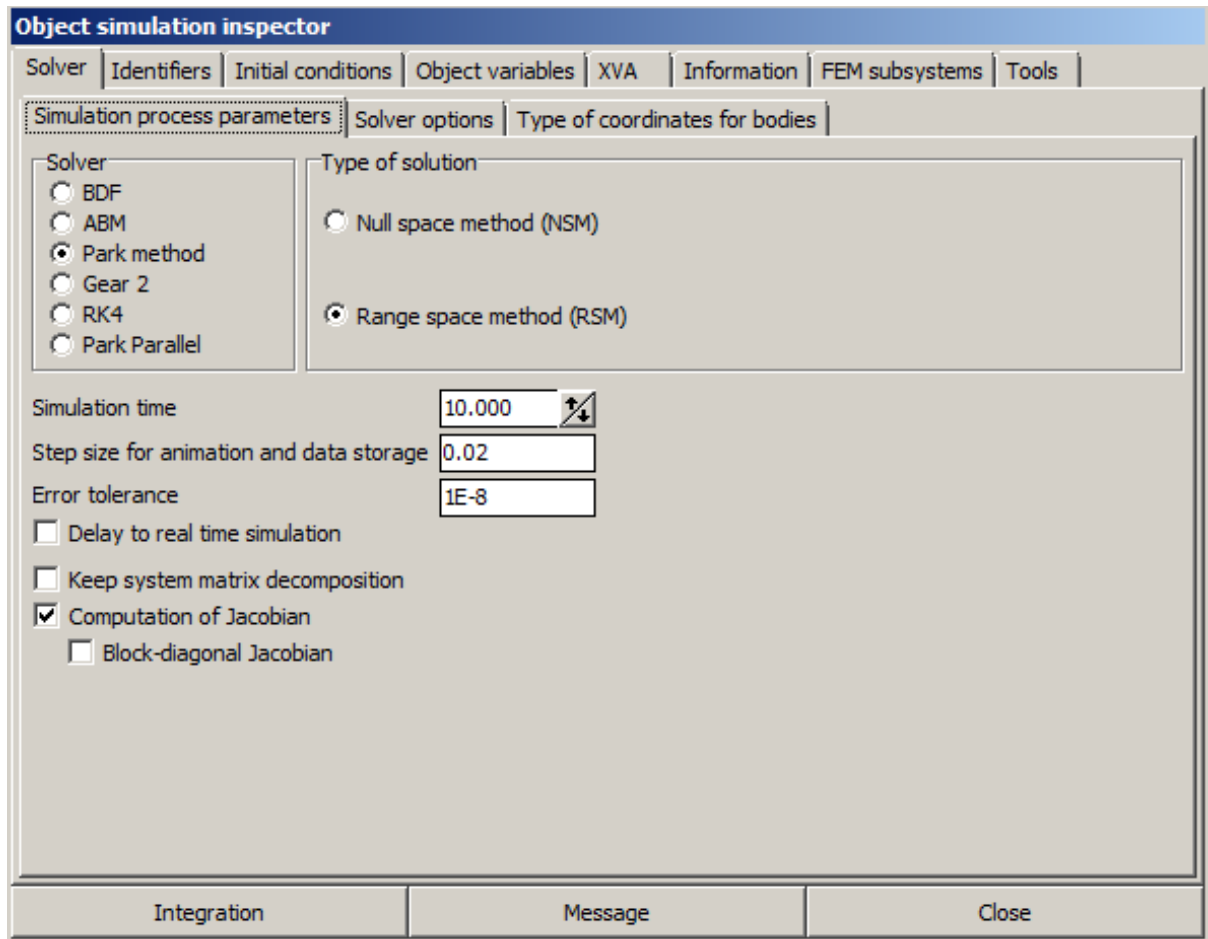 Object simulation inspector
Solver Identifiers Initial conditions Object variables XVA Information FEM subsystems Tools
Simulation process parameters Solver options Type of coordinates for bodies
Solver
BDF
ABM
Park method
Gear 2
RK4
Park Parallel
Type of solution
Null space method (NSM)
Range space method (RSM)
Simulation time 10.000
Step size for animation and data storage 0.02
Error tolerance 1E-8
Delay to real time simulation
Keep system matrix decomposition
Computation of Jacobian
Block-diagonal Jacobian
Integration Message Close